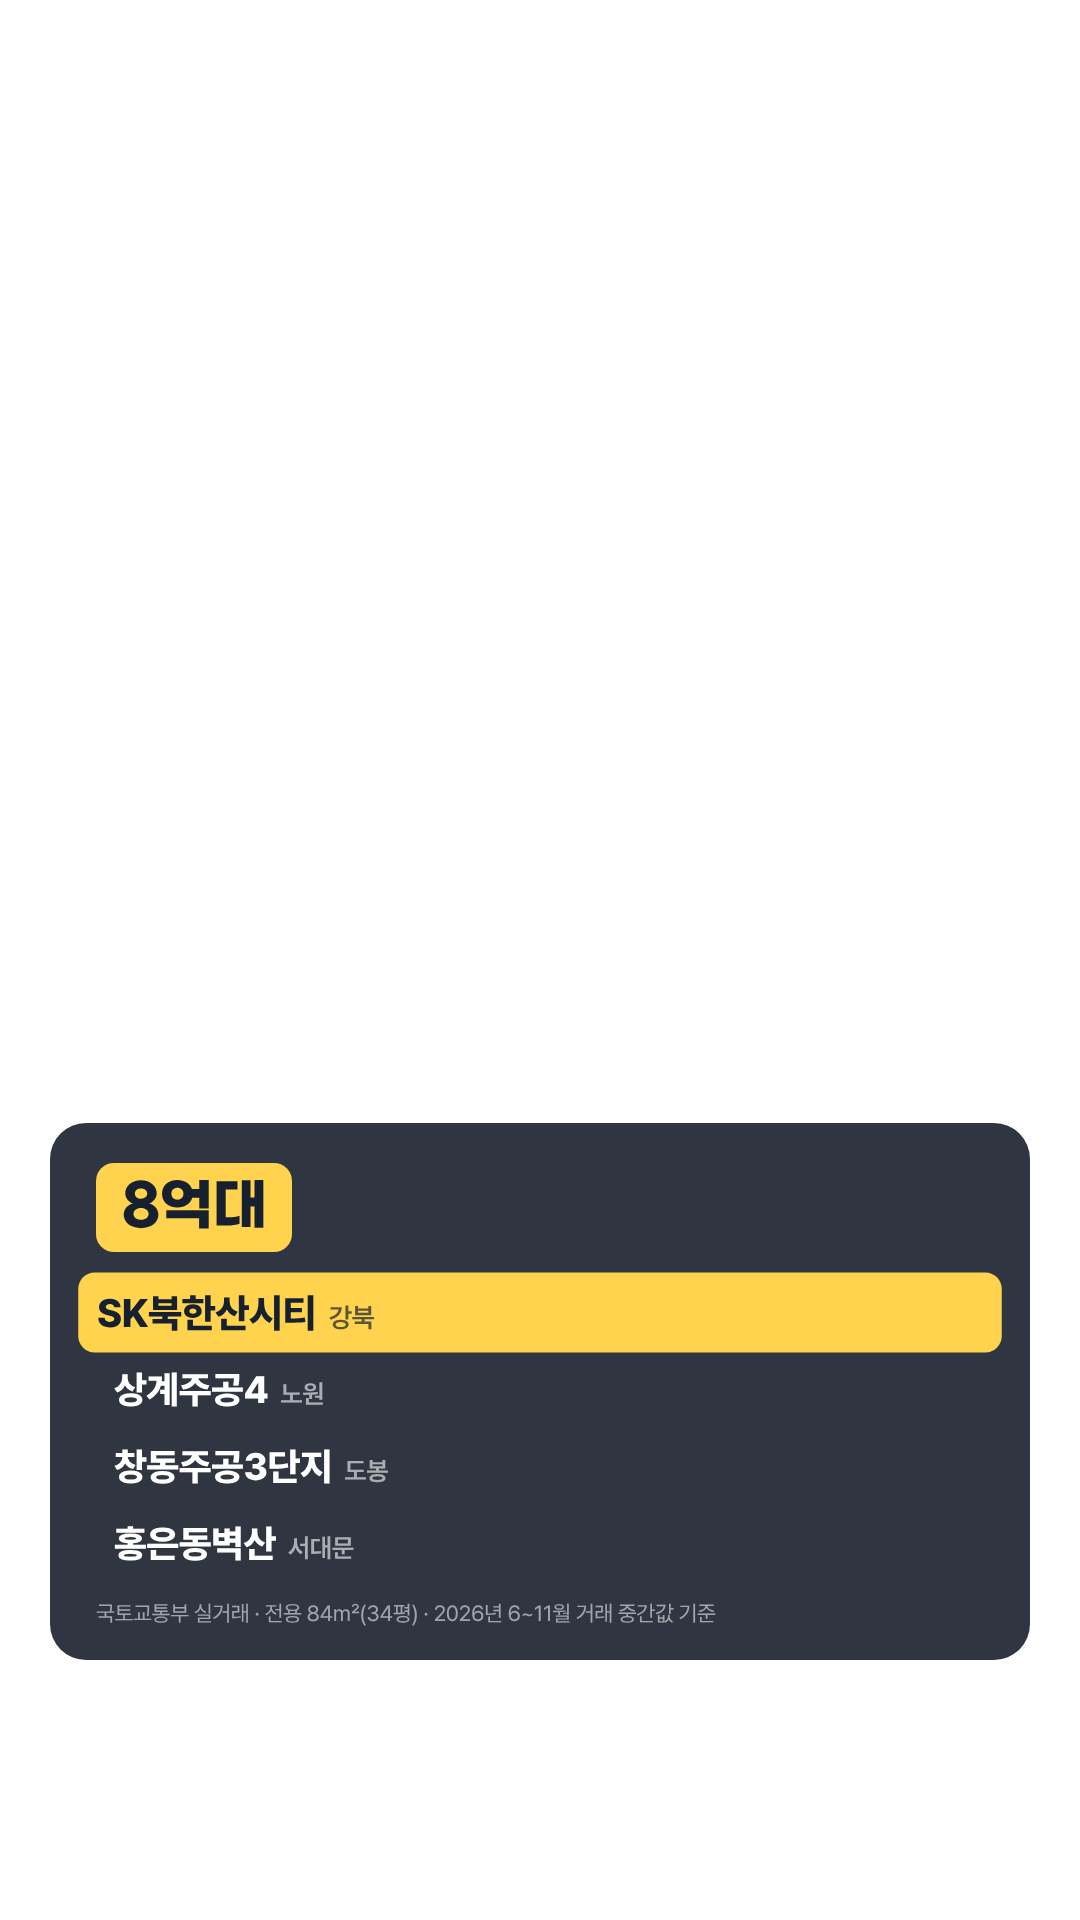 8억대
SK북한산시티 강북
상계주공4 노원
창동주공3단지 도봉
홍은동벽산 서대문
국토교통부 실거래 · 전용 84m²(34평) · 2026년 6~11월 거래 중간값 기준